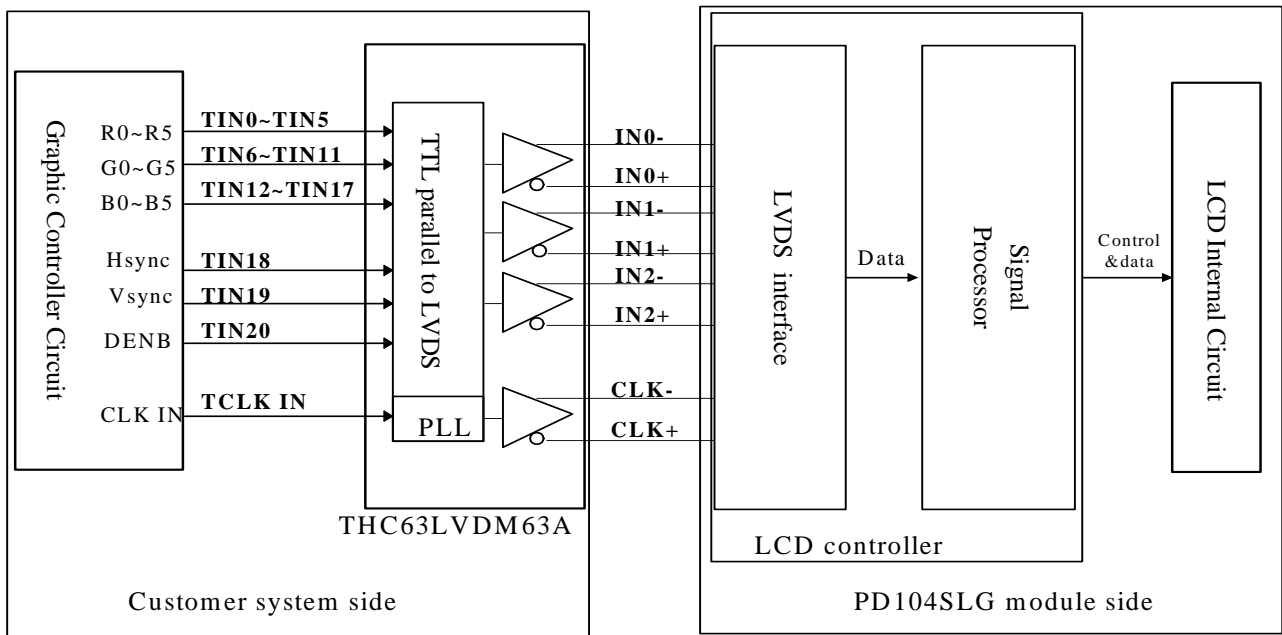 Graphic Controller Circuit
R0~R5
G0~G5
B0~B5
Hsync
Vsync
DENB
CLK IN
TIN0~TIN5
TIN6~TIN11
TIN12~TIN17
TIN18
TIN19
TIN20
TCLK IN
TTL parallel to LVDS
PLL
THC63LVDM63A
Customer system side
IN0-
IN0+
IN1-
IN1+
IN2-
IN2+
CLK-
CLK+
LVDS interface
Data
Signal
Processor
LCD controller
Control
&data
LCD Internal Circuit
PD104SLG module side